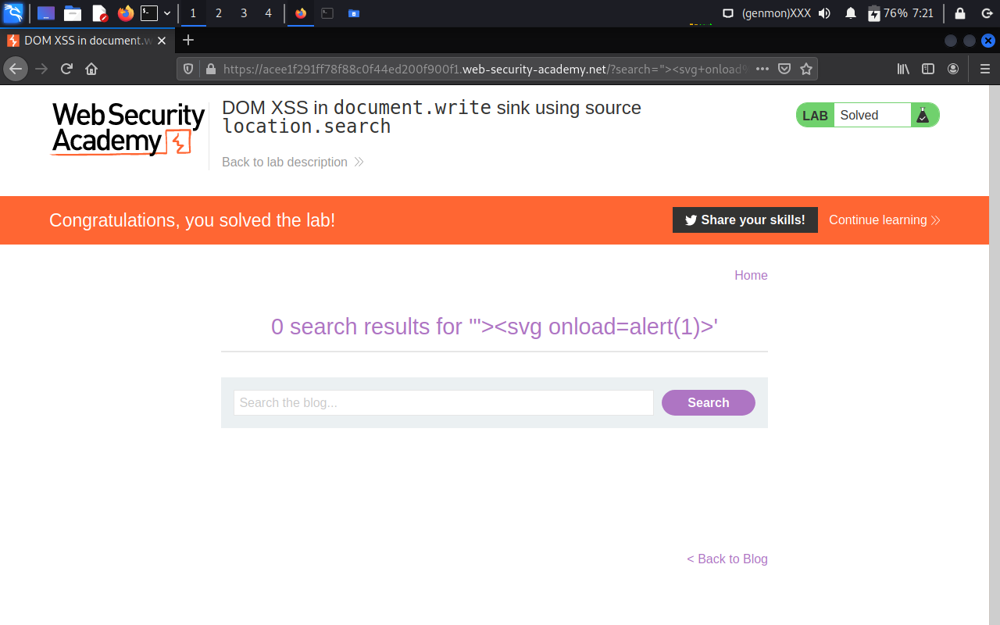 1 2 3 4 (genmon)XXX 76% 7:21
DOM XSS in document.w
https://acee1f291ff78f88c0f44ed200f900f1.web-security-academy.net/?search="><svg+onload%
Web Security
Academy
DOM XSS in document.write sink using source
location.search
LAB Solved
Back to lab description
Congratulations, you solved the lab!
Share your skills!
Continue learning
Home
0 search results for '"><svg onload=alert(1)>'
Search the blog...
Search
< Back to Blog